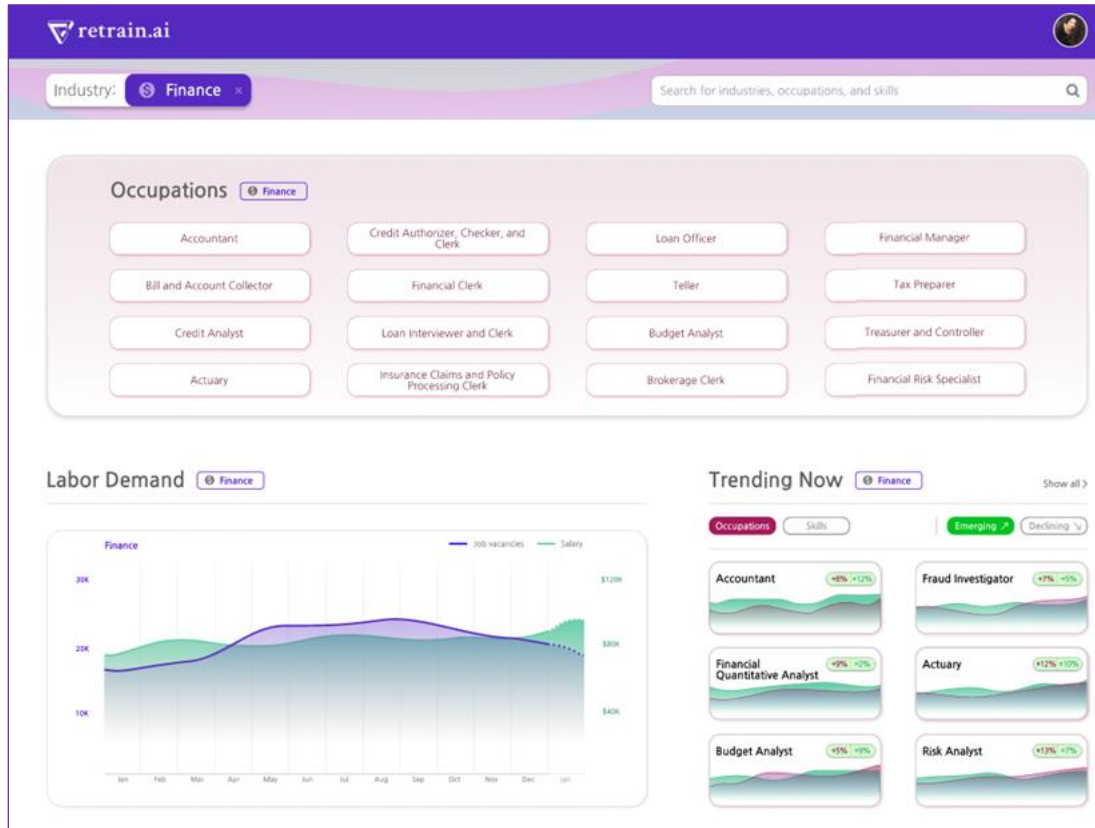 retrain.ai
Industry: Finance ×
Search for industries, occupations, and skills
Occupations Finance
Accountant
Credit Authorizer, Checker, and
Clerk
Loan Officer
Financial Manager
Bill and Account Collector
Financial Clerk
Teller
Tax Preparer
Credit Analyst
Loan Interviewer and Clerk
Budget Analyst
Treasurer and Controller
Actuary
Insurance Claims and Policy
Processing Clerk
Brokerage Clerk
Financial Risk Specialist
Labor Demand Finance
Finance
Job vacancies Salary
30K
20K
10K
$120K
$80K
$40K
Jan Feb Mar Apr May Jun Jul Aug Sep Oct Nov Dec Jan
Trending Now Finance
Show all >
Occupations Skills Emerging ↗ Declining ↘
Accountant +8% +12%
Fraud Investigator +7% +5%
Financial
Quantitative Analyst
+9% +2%
Actuary +12% +10%
Budget Analyst +5% +9%
Risk Analyst +13% +7%